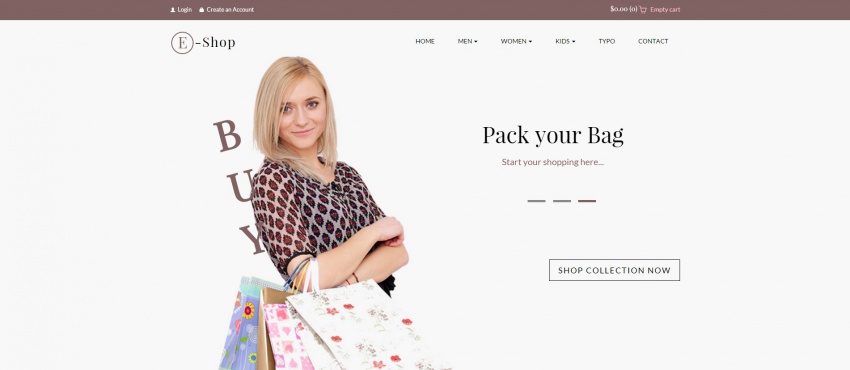 Login Create an Account $0.00 (0) Empty cart
E-Shop HOME MEN WOMEN KIDS TYPO CONTACT
BUY
Pack your Bag
Start your shopping here...
SHOP COLLECTION NOW